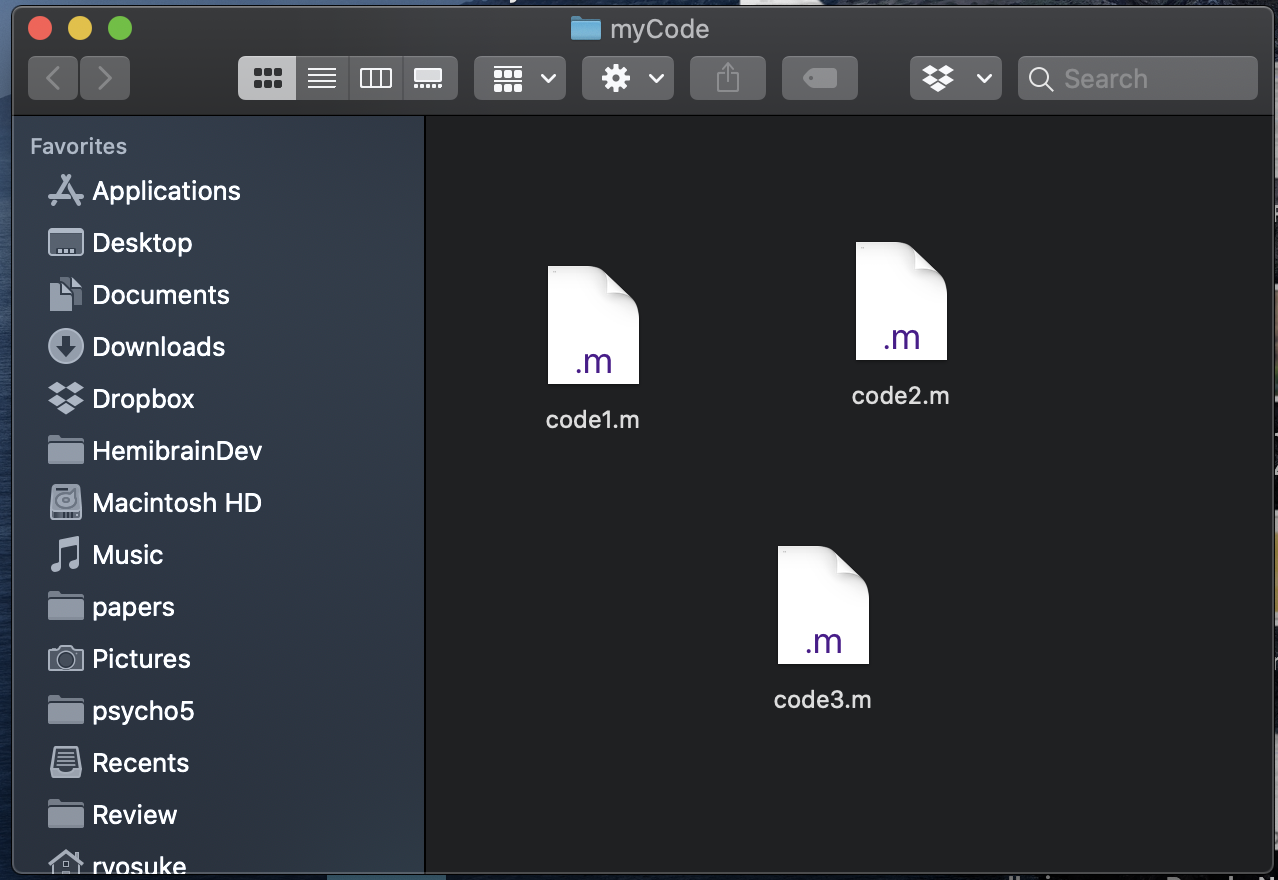 myCode
Search
Favorites
Applications
Desktop
Documents
Downloads
Dropbox
HemibrainDev
Macintosh HD
Music
papers
Pictures
psycho5
Recents
Review
ryosuke
.m
code1.m
.m
code2.m
.m
code3.m